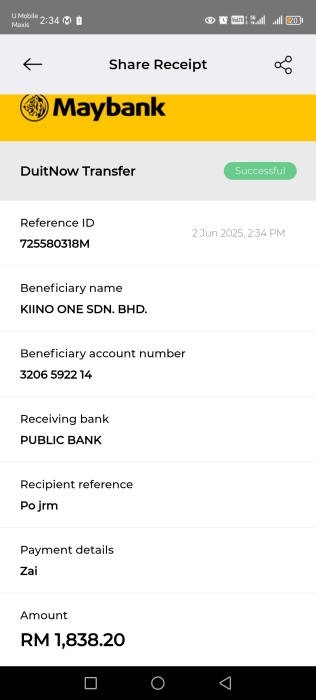 U Mobile
Maxis
2:34
20
Share Receipt
Maybank
DuitNow Transfer
Successful
Reference ID
2 Jun 2025, 2:34 PM
725580318M
Beneficiary name
KIINO ONE SDN. BHD.
Beneficiary account number
3206 5922 14
Receiving bank
PUBLIC BANK
Recipient reference
Po jrm
Payment details
Zai
Amount
RM 1,838.20